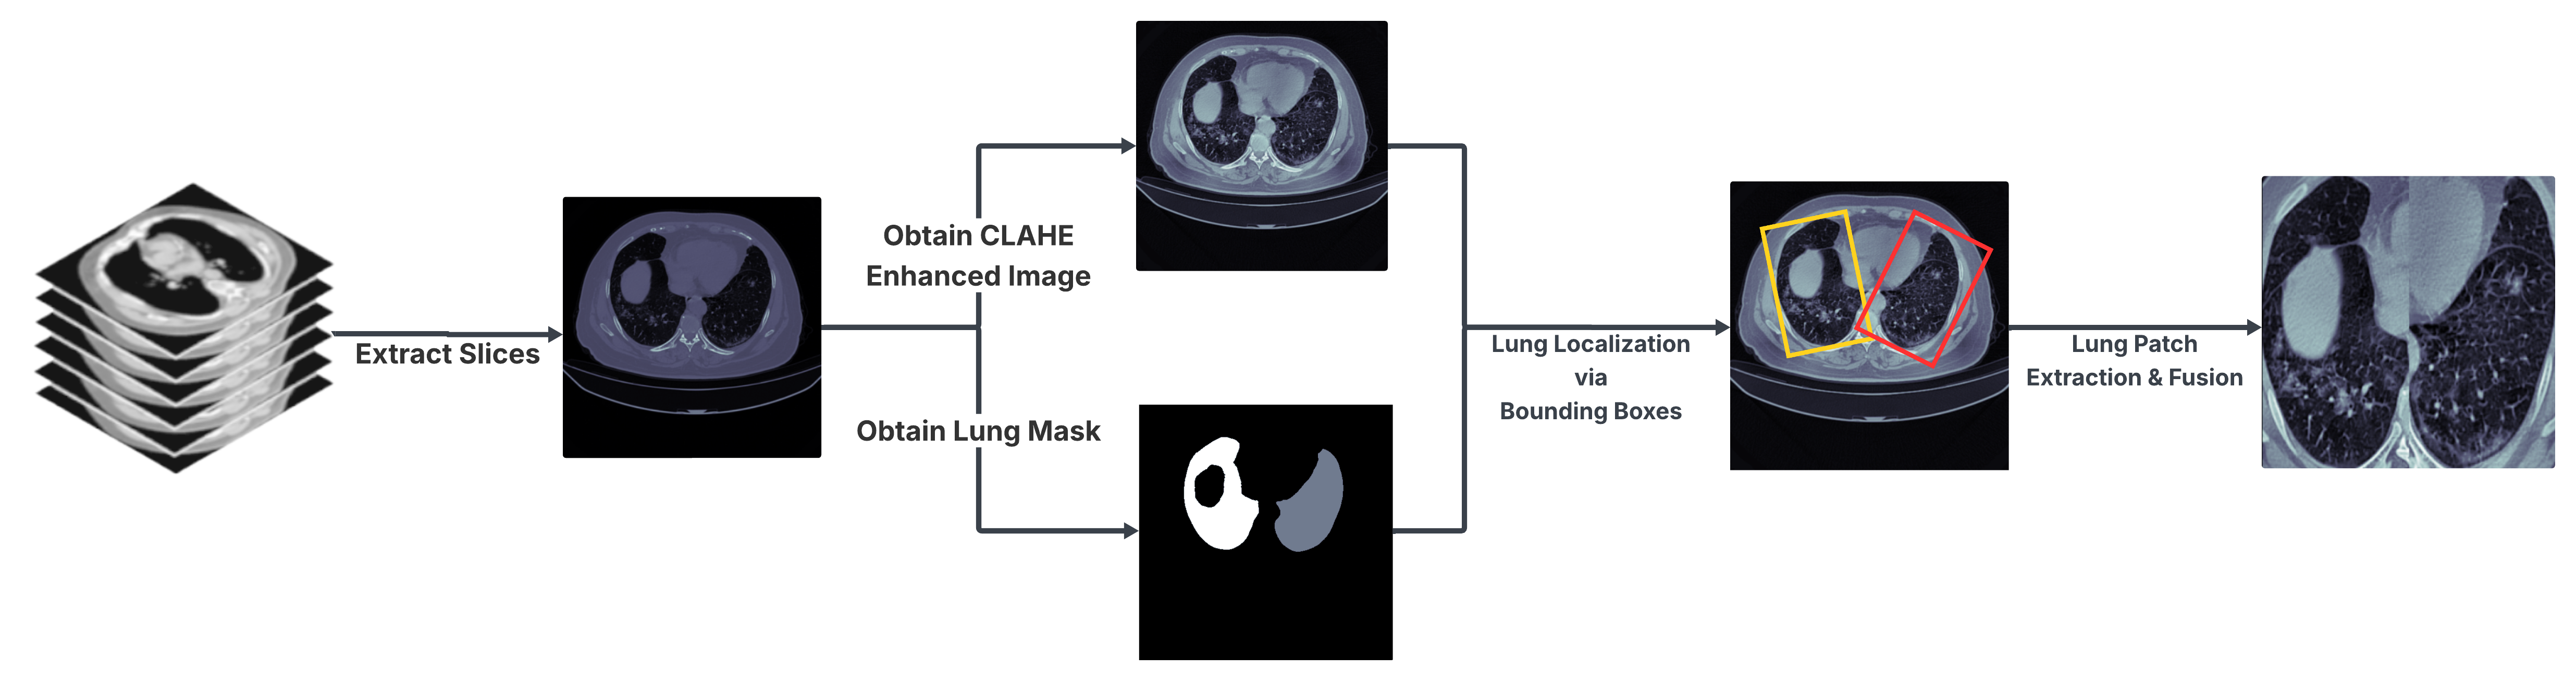 Extract Slices
Obtain CLAHE
Enhanced Image
Obtain Lung Mask
Lung Localization
via
Bounding Boxes
Lung Patch
Extraction & Fusion